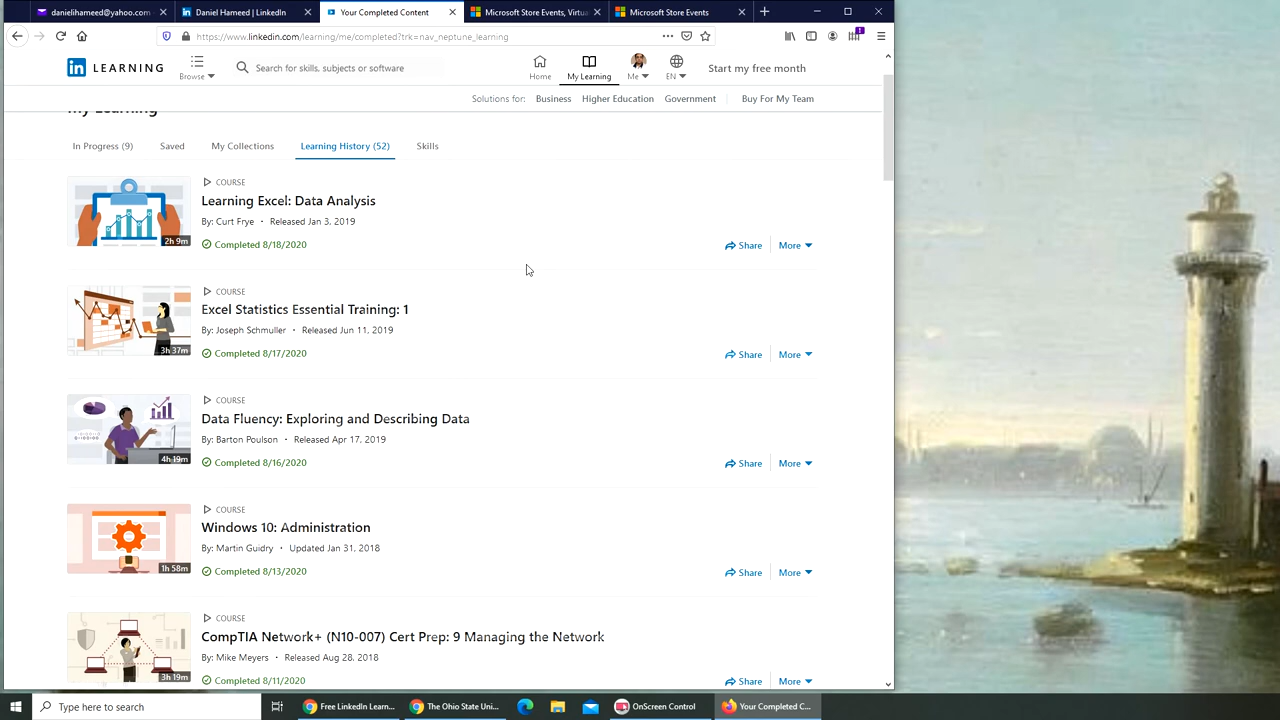 danielihameed@yahoo.com
Daniel Hameed | LinkedIn
Your Completed Content
Microsoft Store Events, Virtua
Microsoft Store Events
https://www.linkedin.com/learning/me/completed?trk=nav_neptune_learning
in LEARNING
Browse
Search for skills, subjects or software
Home
My Learning
Me
EN
Start my free month
Solutions for:
Business
Higher Education
Government
Buy For My Team
My Learning
In Progress (9)
Saved
My Collections
Learning History (52)
Skills
COURSE
Learning Excel: Data Analysis
By: Curt Frye • Released Jan 3, 2019
2h 9m
Completed 8/18/2020
Share
More
COURSE
Excel Statistics Essential Training: 1
By: Joseph Schmuller • Released Jun 11, 2019
3h 37m
Completed 8/17/2020
Share
More
COURSE
Data Fluency: Exploring and Describing Data
By: Barton Poulson • Released Apr 17, 2019
4h 19m
Completed 8/16/2020
Share
More
COURSE
Windows 10: Administration
By: Martin Guidry • Updated Jan 31, 2018
1h 58m
Completed 8/13/2020
Share
More
COURSE
CompTIA Network+ (N10-007) Cert Prep: 9 Managing the Network
By: Mike Meyers • Released Aug 28, 2018
3h 19m
Completed 8/11/2020
Share
More
Type here to search
Free LinkedIn Learn...
The Ohio State Uni...
OnScreen Control
Your Completed C...